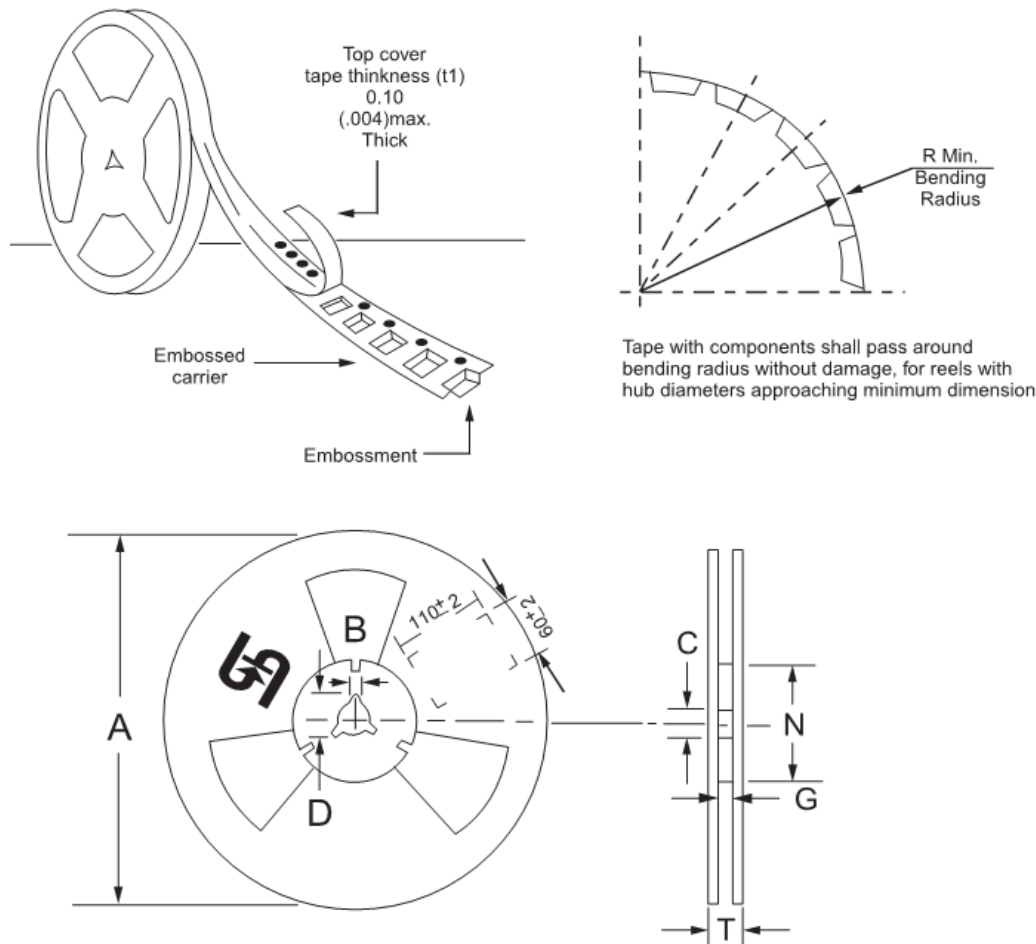 Top cover
tape thinkness (t1)
0.10
(.004)max.
Thick
R Min.
Bending
Radius
Embossed
carrier
Embossment
Tape with components shall pass around
bending radius without damage, for reels with
hub diameters approaching minimum dimension
A
B
110±2
60±2
D
C
N
G
T